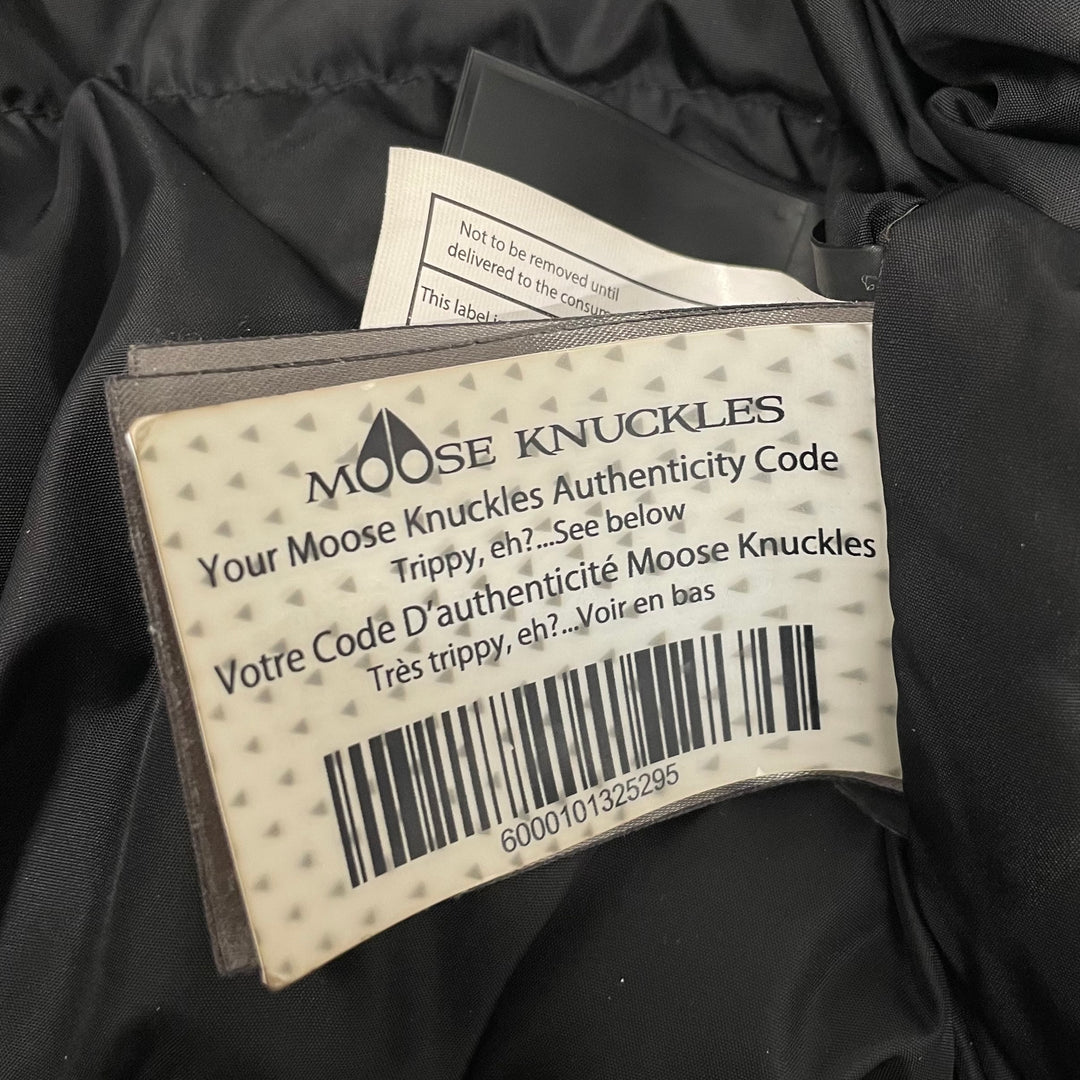 Not to be removed until
delivered to the consum
This label
MOOSE KNUCKLES
Your Moose Knuckles Authenticity Code
Trippy, eh?...See below
Votre Code D'authenticité Moose Knuckles
Très trippy, eh?...Voir en bas
6000101325295